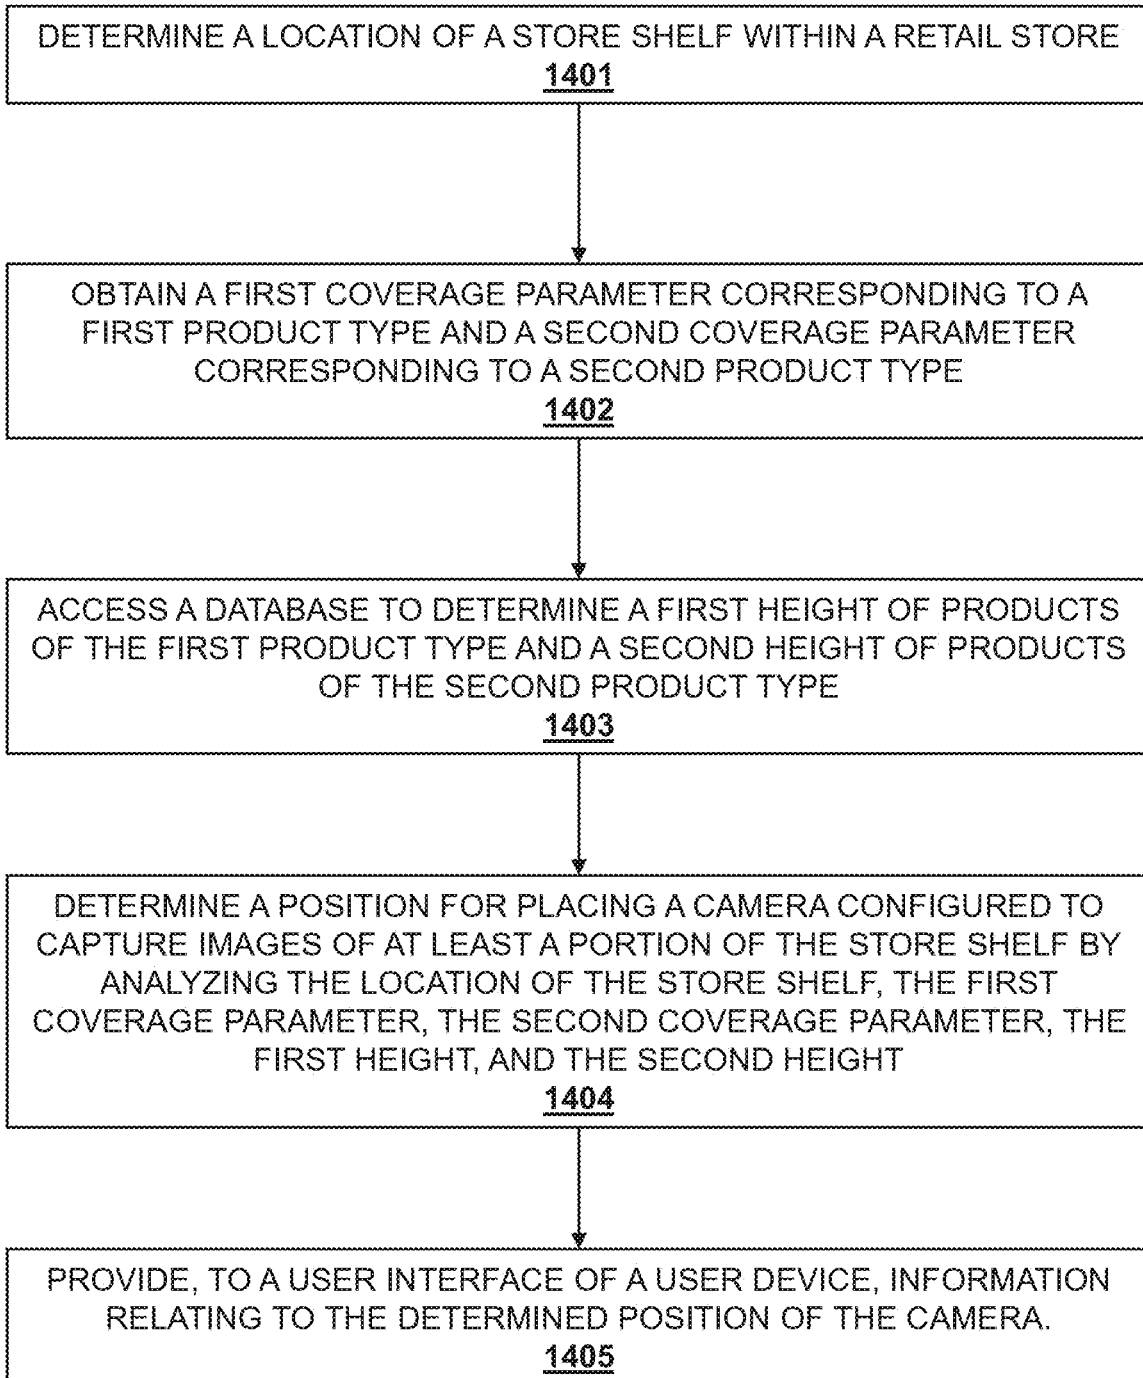 DETERMINE A LOCATION OF A STORE SHELF WITHIN A RETAIL STORE
1401
OBTAIN A FIRST COVERAGE PARAMETER CORRESPONDING TO A
FIRST PRODUCT TYPE AND A SECOND COVERAGE PARAMETER
CORRESPONDING TO A SECOND PRODUCT TYPE
1402
ACCESS A DATABASE TO DETERMINE A FIRST HEIGHT OF PRODUCTS
OF THE FIRST PRODUCT TYPE AND A SECOND HEIGHT OF PRODUCTS
OF THE SECOND PRODUCT TYPE
1403
DETERMINE A POSITION FOR PLACING A CAMERA CONFIGURED TO
CAPTURE IMAGES OF AT LEAST A PORTION OF THE STORE SHELF BY
ANALYZING THE LOCATION OF THE STORE SHELF, THE FIRST
COVERAGE PARAMETER, THE SECOND COVERAGE PARAMETER, THE
FIRST HEIGHT, AND THE SECOND HEIGHT
1404
PROVIDE, TO A USER INTERFACE OF A USER DEVICE, INFORMATION
RELATING TO THE DETERMINED POSITION OF THE CAMERA.
1405